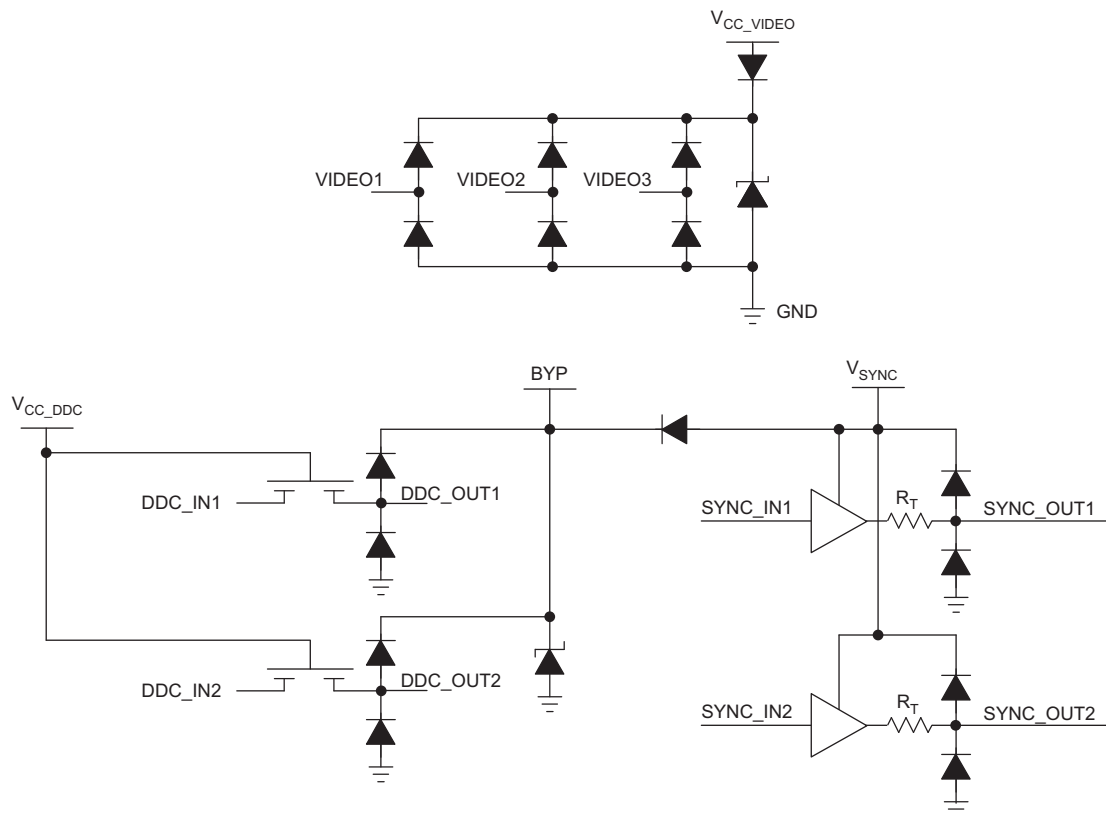 V_CC_VIDEO
VIDEO1
VIDEO2
VIDEO3
GND
BYP
V_SYNC
V_CC_DDC
DDC_IN1
DDC_OUT1
SYNC_IN1
R_T
SYNC_OUT1
DDC_IN2
DDC_OUT2
SYNC_IN2
R_T
SYNC_OUT2